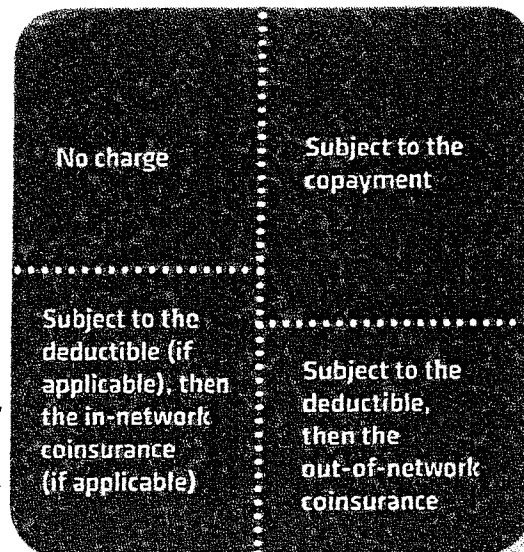 No charge
Subject to the
copayment
Subject to the
deductible (if
applicable), then
the in-network
coinsurance
(if applicable)
Subject to the
deductible,
then the
out-of-network
coinsurance